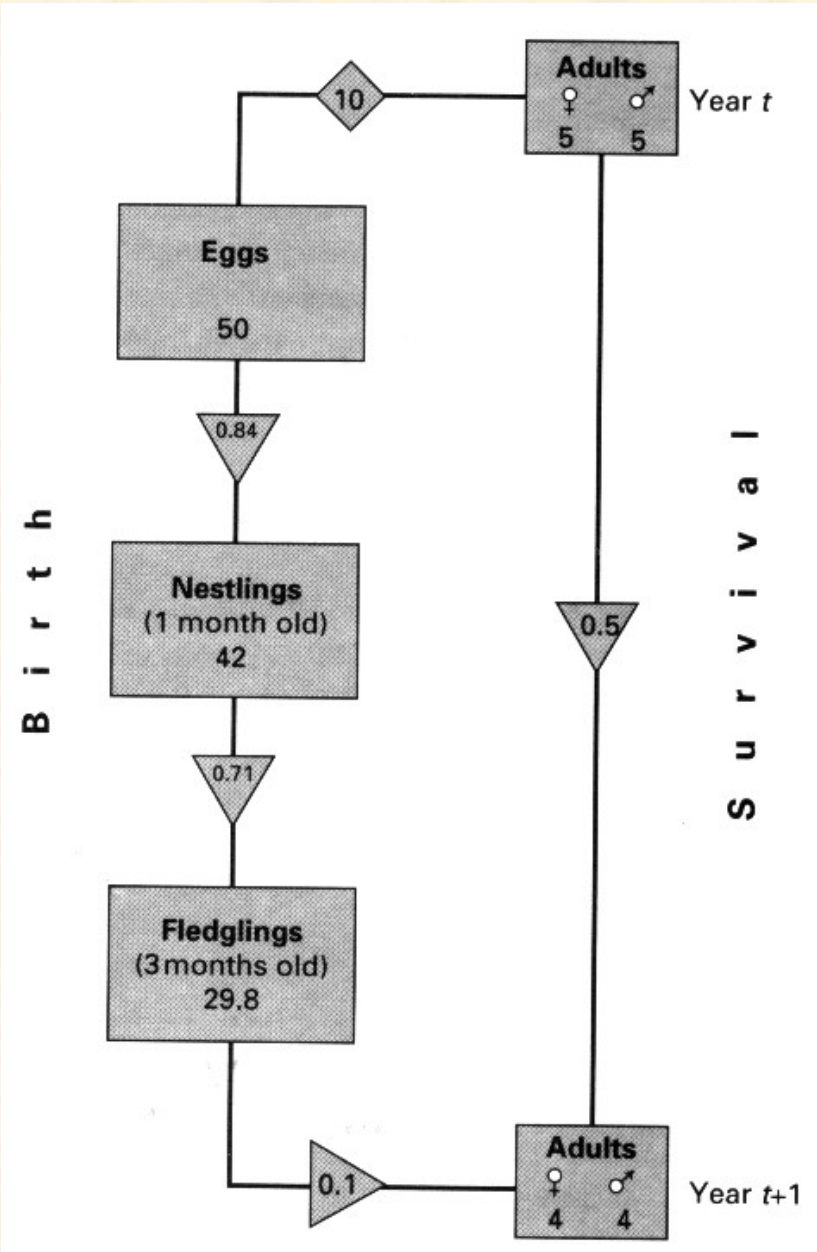 Adults
♀ ♂
5 5
Year t
10
Eggs
50
0.84
Nestlings
(1 month old)
42
0.71
Fledglings
(3 months old)
29.8
0.1
Birth
0.5
Survival
Adults
♀ ♂
4 4
Year t+1